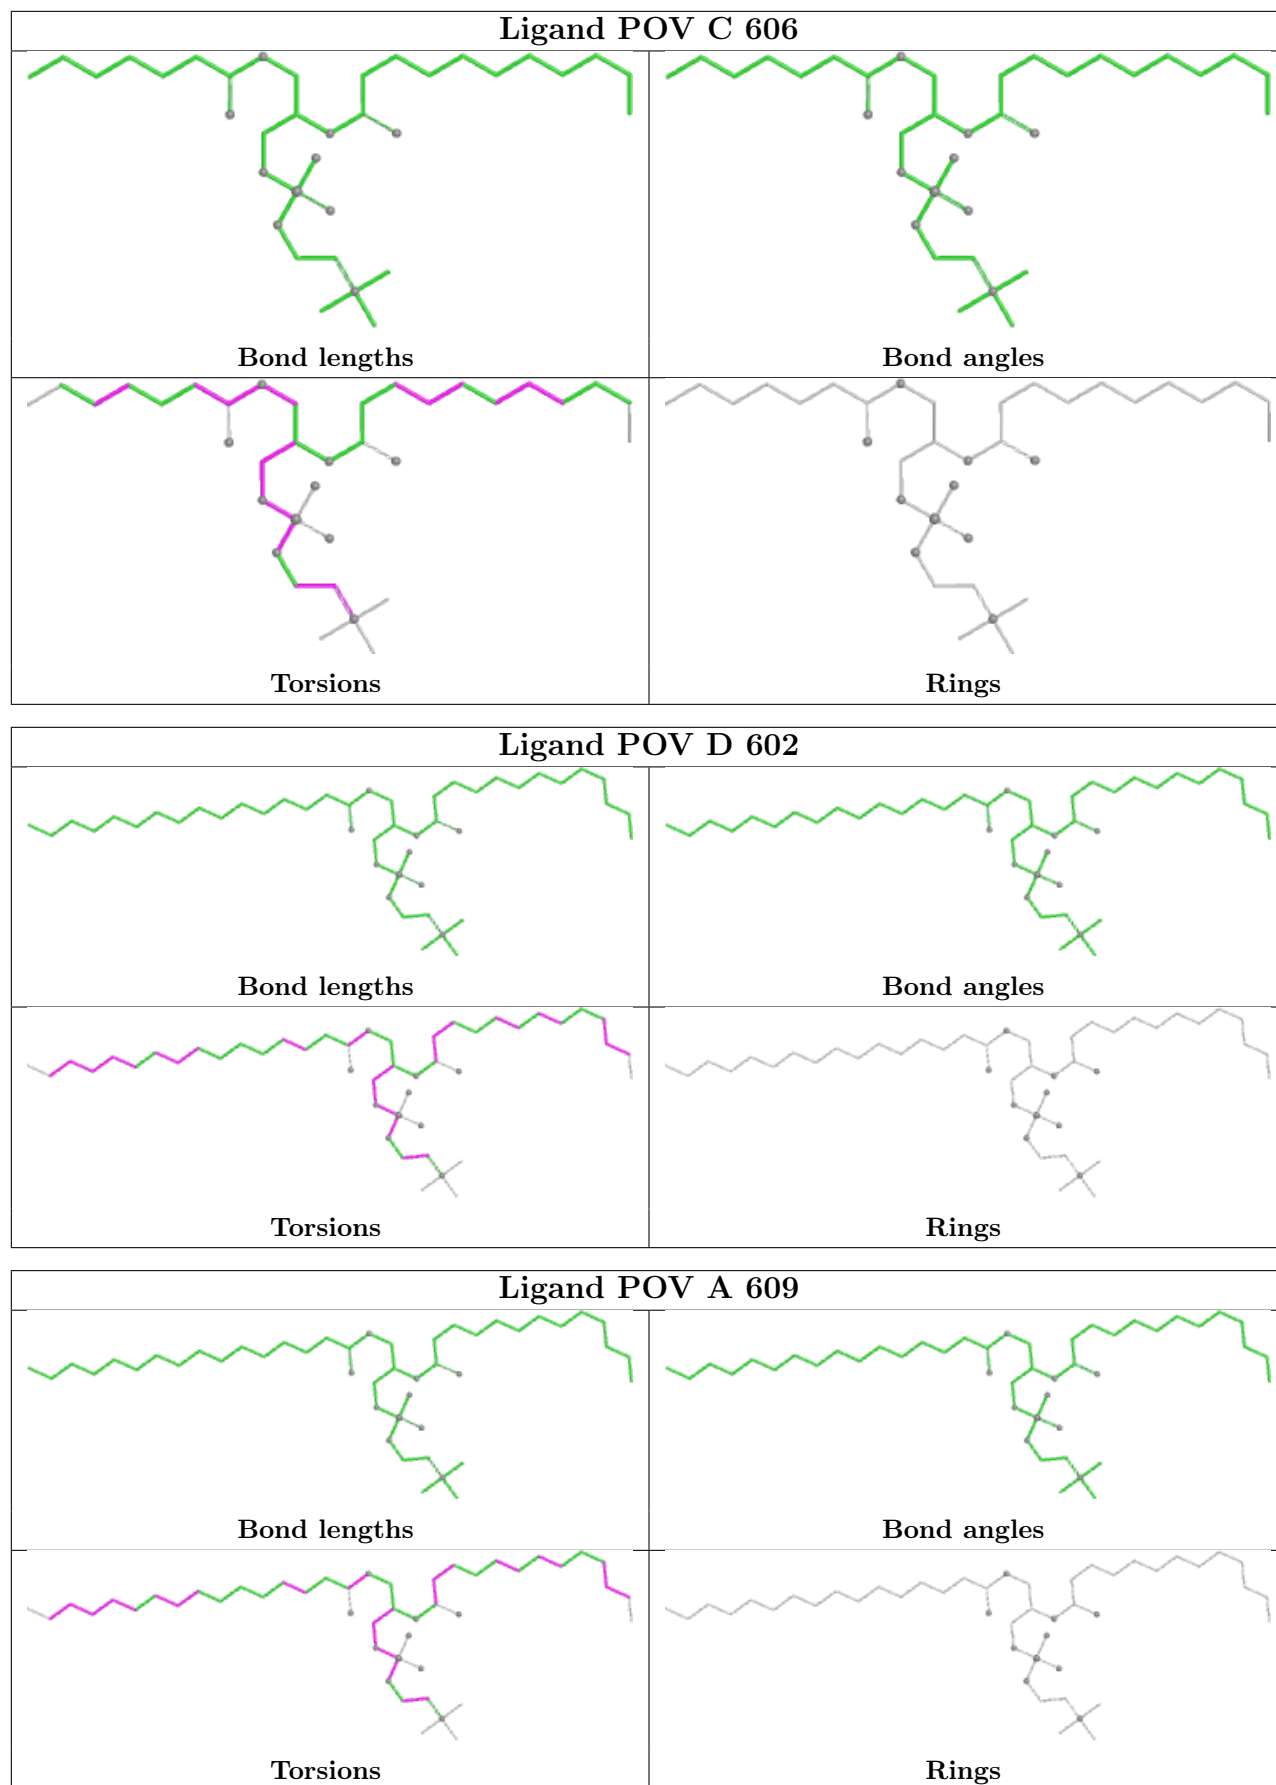 Ligand POV C 606
Bond lengths
Bond angles
Torsions
Rings
Ligand POV D 602
Bond lengths
Bond angles
Torsions
Rings
Ligand POV A 609
Bond lengths
Bond angles
Torsions
Rings